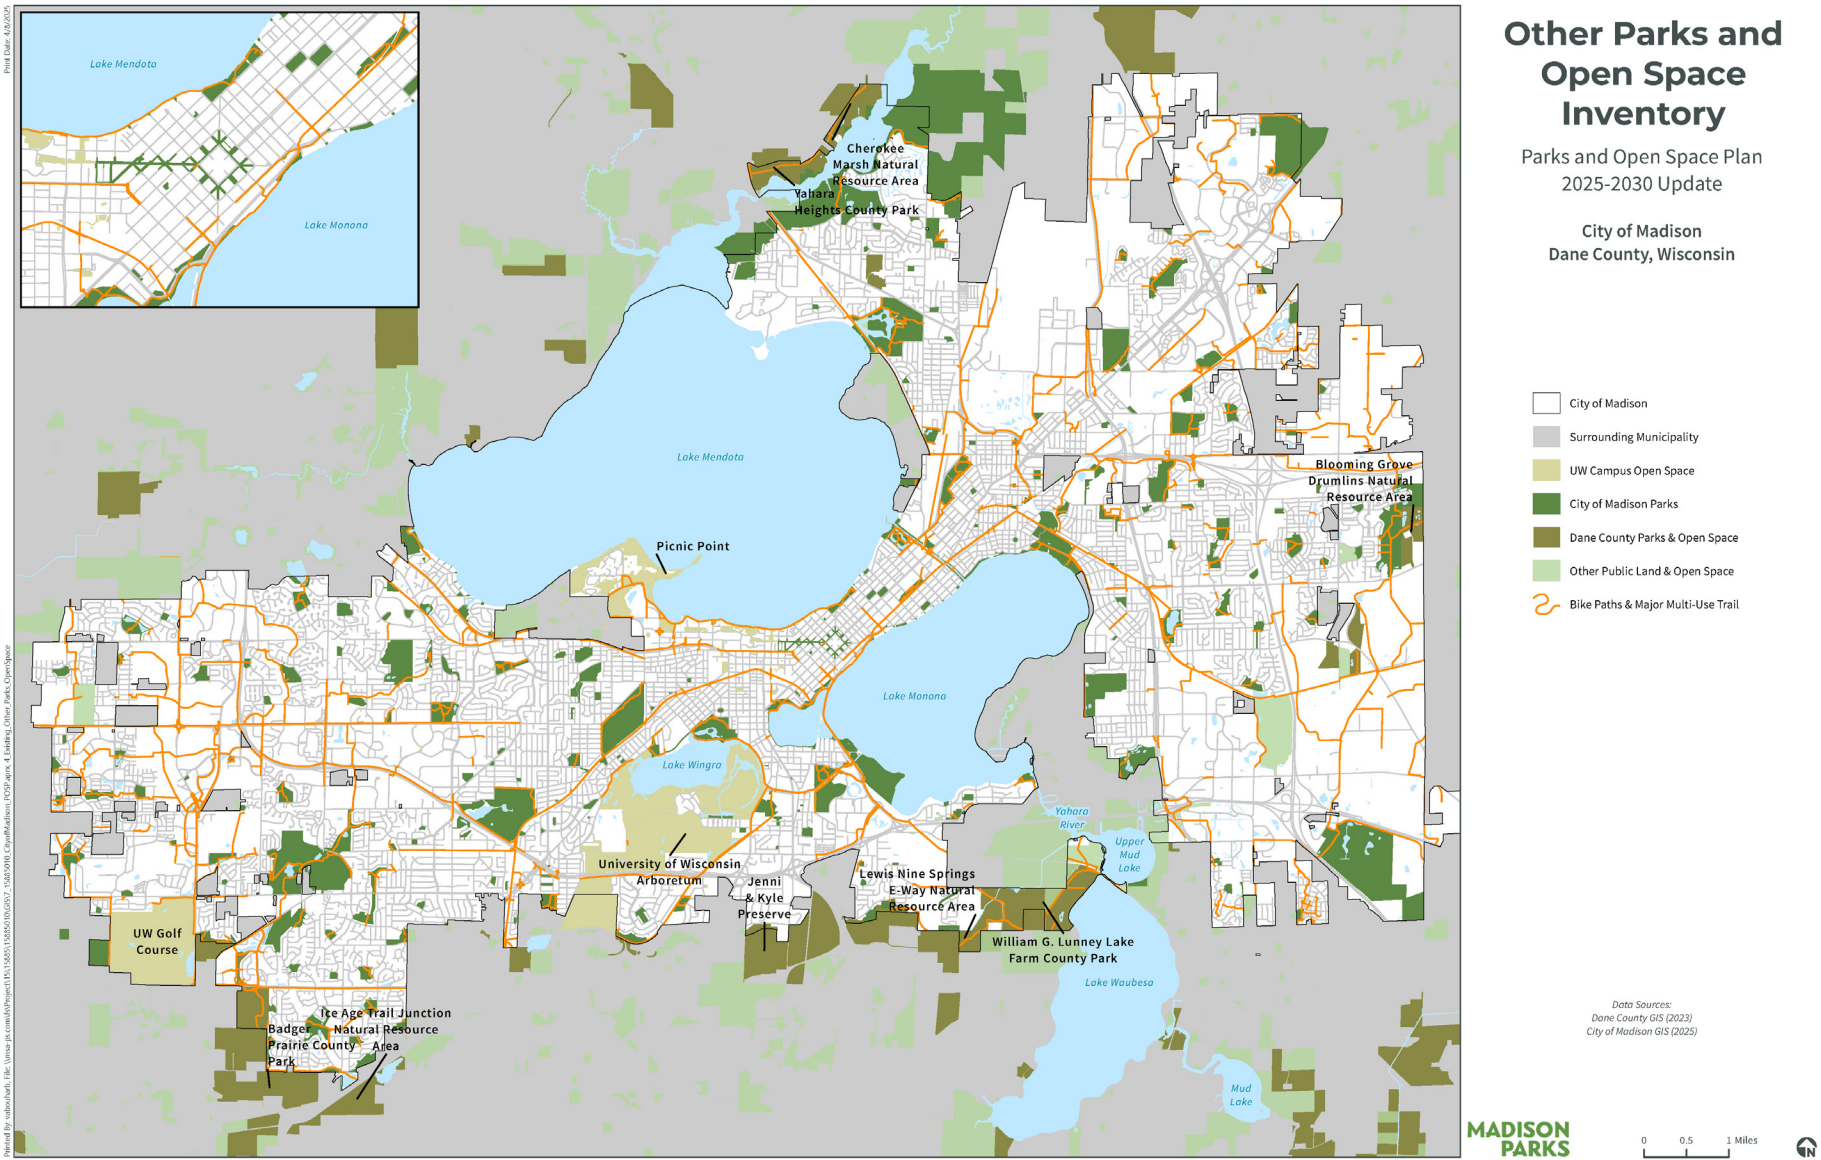 Other Parks and
Open Space
Inventory
Parks and Open Space Plan
2025-2030 Update
City of Madison
Dane County, Wisconsin
City of Madison
Surrounding Municipality
UW Campus Open Space
City of Madison Parks
Dane County Parks & Open Space
Other Public Land & Open Space
Bike Paths & Major Multi-Use Trail
Data Sources:
Dane County GIS (2023)
City of Madison GIS (2025)
MADISON
PARKS
0 0.5 1 Miles
N
Print Date: 4/8/2025
Lake Mendota
Lake Monona
Cherokee
Marsh Natural
Resource Area
Yahara
Heights County Park
Lake Mendota
Picnic Point
Blooming Grove
Drumlins Natural
Resource Area
Lake Monona
Lake Wingra
Yahara
River
Upper
Mud
Lake
University of Wisconsin
Arboretum
Jenni
& Kyle
Preserve
Lewis Nine Springs
E-Way Natural
Resource Area
William G. Lunney Lake
Farm County Park
UW Golf
Course
Lake Waubesa
Ice Age Trail Junction
Natural Resource
Area
Badger
Prairie County
Park
Mud
Lake